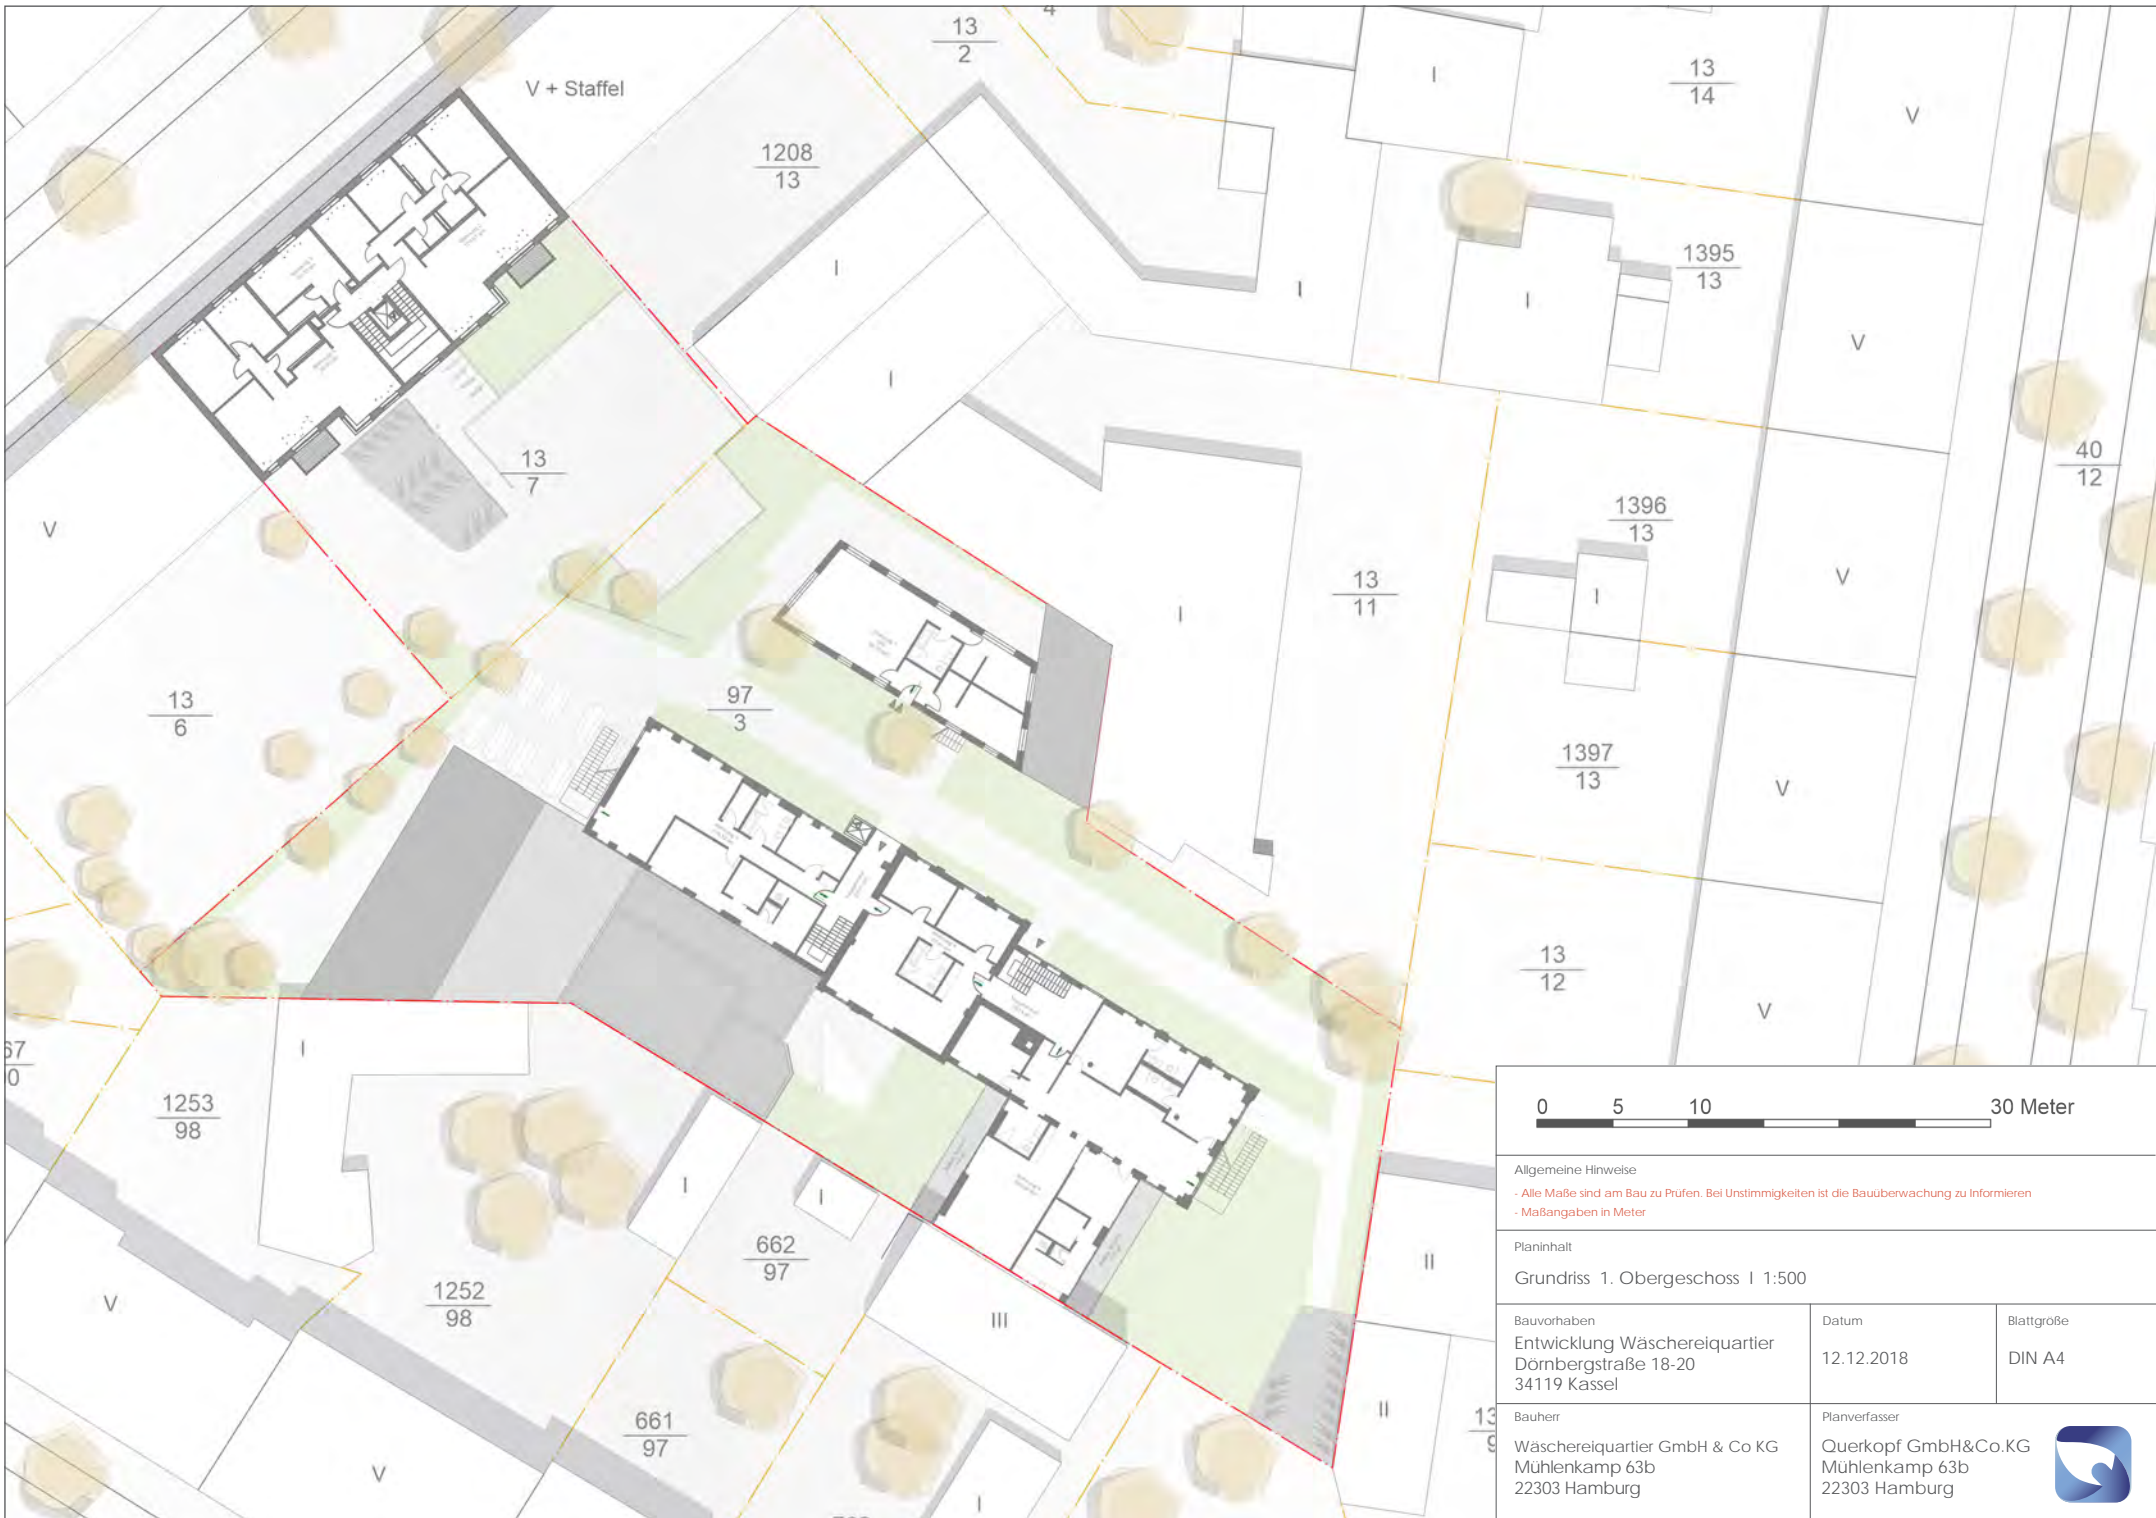 13
2
V + Staffel
I
13
14
V
1208
13
I
I
1395
13
I
V
I
40
12
13
7
1396
13
V
13
11
I
I
V
13
6
97
3
1397
13
V
13
12
V
I
1253
98
I
I
662
97
II
V
1252
98
III
II
661
97
V
I
0 5 10 30 Meter
Allgemeine Hinweise
- Alle Maße sind am Bau zu Prüfen. Bei Unstimmigkeiten ist die Bauüberwachung zu Informieren
- Maßangaben in Meter
Planinhalt
Grundriss 1. Obergeschoss I 1:500
Bauvorhaben
Entwicklung Wäschereiquartier
Dörnbergstraße 18-20
34119 Kassel
Datum
12.12.2018
Blattgröße
DIN A4
Bauherr
Wäschereiquartier GmbH & Co KG
Mühlenkamp 63b
22303 Hamburg
Planverfasser
Querkopf GmbH&Co.KG
Mühlenkamp 63b
22303 Hamburg